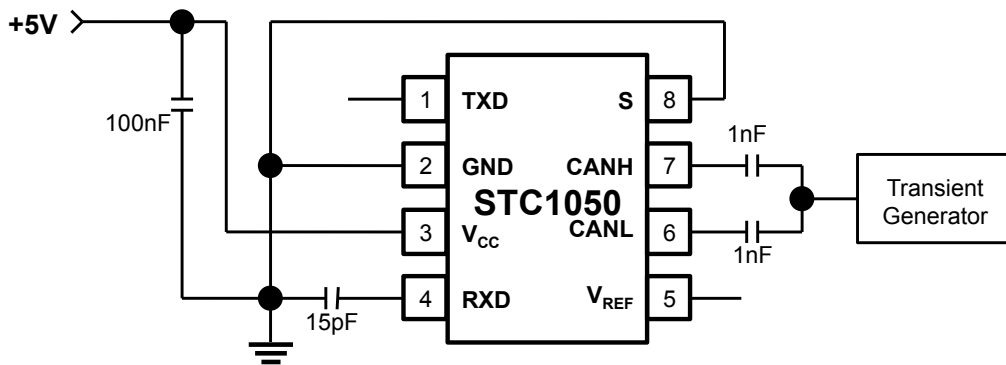 +5V
100nF
1 TXD
2 GND
3 VCC
4 RXD
15pF
STC1050
S 8
CANH 7
CANL 6
VREF 5
1nF
1nF
Transient
Generator